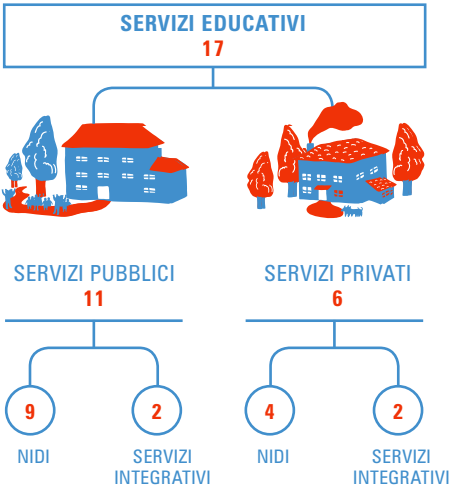 SERVIZI EDUCATIVI
17
SERVIZI PUBBLICI
11
SERVIZI PRIVATI
6
9
NIDI
2
SERVIZI
INTEGRATIVI
4
NIDI
2
SERVIZI
INTEGRATIVI